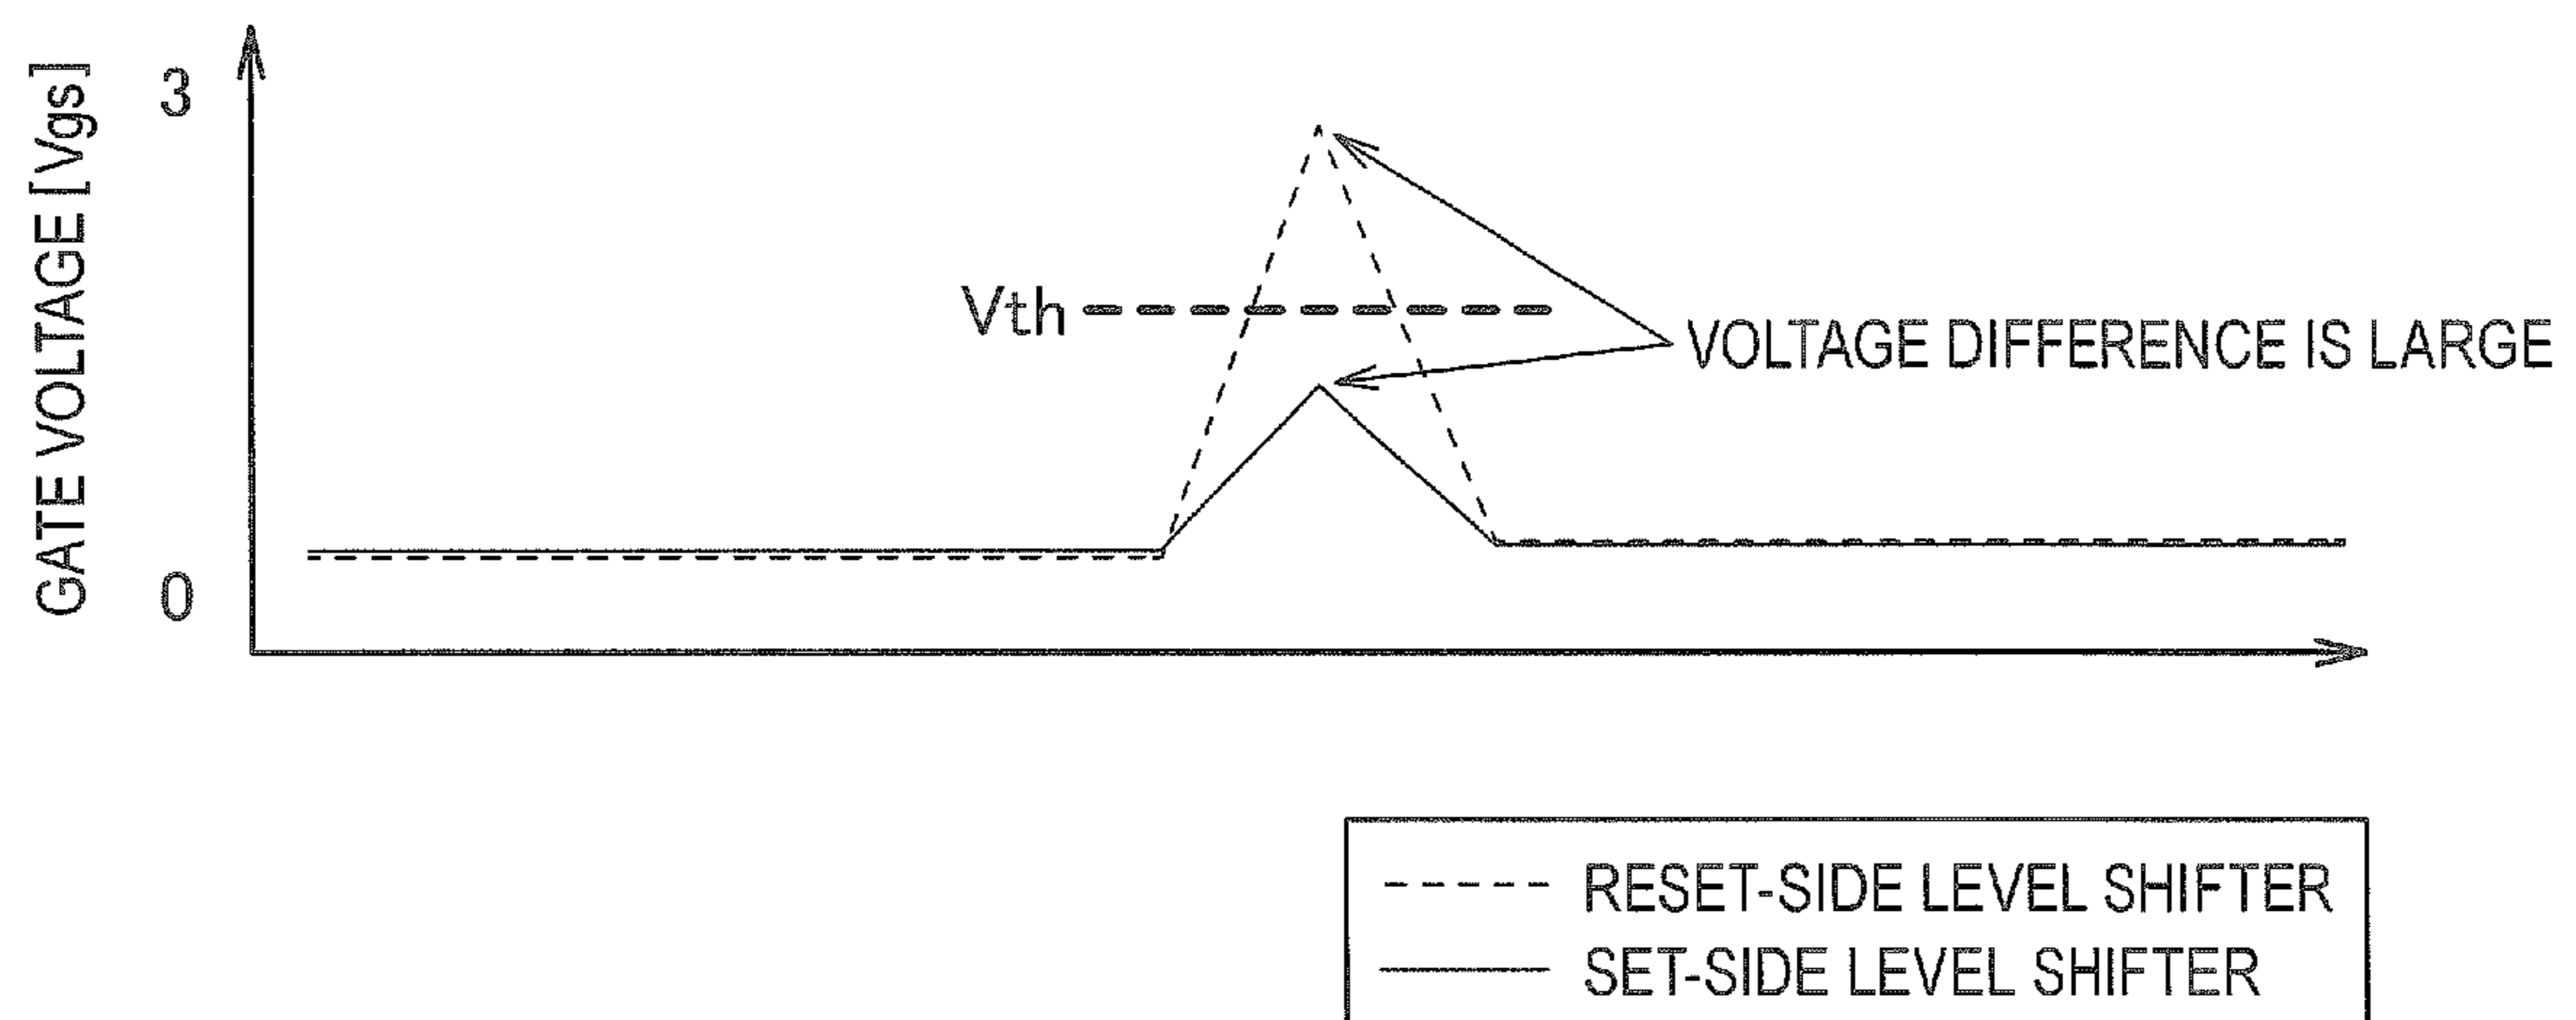 GATE VOLTAGE [Vgs]
3
0
Vth
VOLTAGE DIFFERENCE IS LARGE
RESET-SIDE LEVEL SHIFTER
SET-SIDE LEVEL SHIFTER